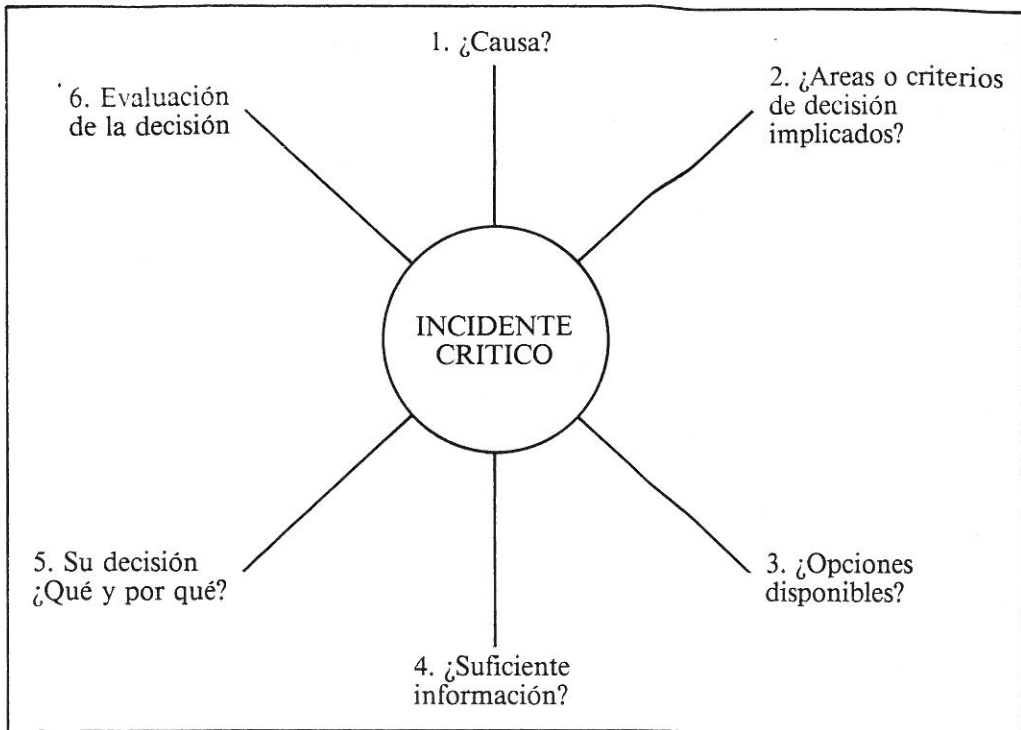 1. ¿Causa?
2. ¿Areas o criterios
de decisión
implicados?
3. ¿Opciones
disponibles?
4. ¿Suficiente
información?
5. Su decisión
¿Qué y por qué?
6. Evaluación
de la decisión
INCIDENTE
CRITICO